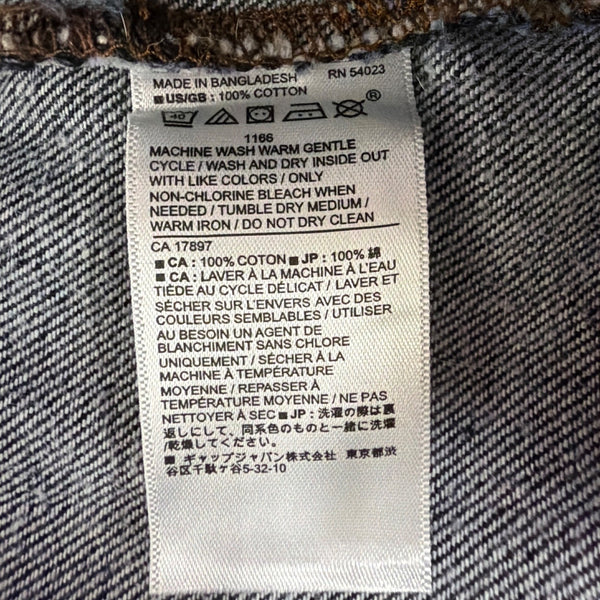 MADE IN BANGLADESH RN 54023
■US/GB : 100% COTTON
40 ®
1166
MACHINE WASH WARM GENTLE
CYCLE / WASH AND DRY INSIDE OUT
WITH LIKE COLORS / ONLY
NON-CHLORINE BLEACH WHEN
NEEDED / TUMBLE DRY MEDIUM /
WARM IRON / DO NOT DRY CLEAN
CA 17897
■ CA : 100% COTON ■ JP : 100% 綿
■ CA : LAVER À LA MACHINE À L'EAU
TIÈDE AU CYCLE DÉLICAT / LAVER ET
SÉCHER SUR L'ENVERS AVEC DES
COULEURS SEMBLABLES / UTILISER
AU BESOIN UN AGENT DE
BLANCHIMENT SANS CHLORE
UNIQUEMENT / SÉCHER À LA
MACHINE À TEMPÉRATURE
MOYENNE / REPASSER À
TEMPÉRATURE MOYENNE / NE PAS
NETTOYER À SEC ■ JP : 洗濯の際は裏
返しにして、同系色のものと一緒に洗濯
/乾燥してください。
■ ギャップジャパン株式会社 東京都渋
谷区千駄ヶ谷5-32-10